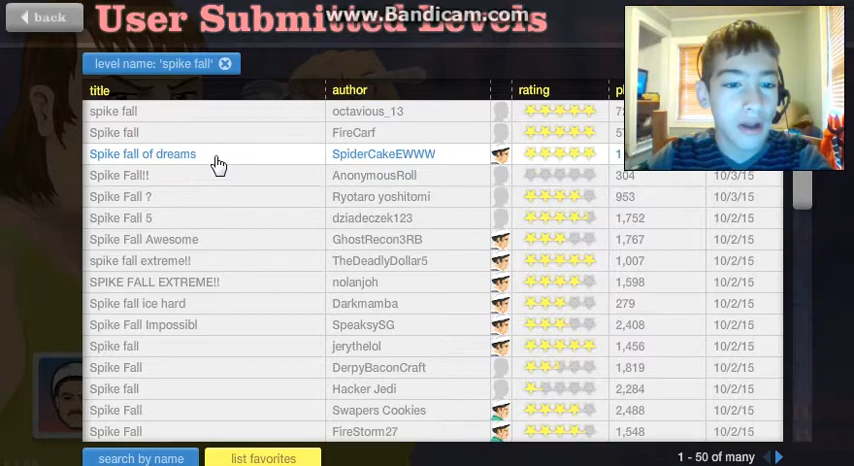 back
User Submitted Levels
www.Bandicam.com
level name: 'spike fall'
title author rating
spike fall octavious_13
Spike fall FireCarf
Spike fall of dreams SpiderCakeEWWW
Spike Fall!! AnonymousRoll 304 10/3/15
Spike Fall ? Ryotaro yoshitomi 953 10/3/15
Spike Fall 5 dziadeczek123 1,752 10/2/15
Spike Fall Awesome GhostRecon3RB 1,767 10/2/15
spike fall extreme!! TheDeadlyDollar5 1,007 10/2/15
SPIKE FALL EXTREME!! nolanjoh 1,598 10/2/15
Spike fall ice hard Darkmamba 279 10/2/15
Spike Fall Impossibl SpeaksySG 2,408 10/2/15
Spike fall jerythelol 1,456 10/2/15
Spike Fall DerpyBaconCraft 1,819 10/2/15
Spike fall Hacker Jedi 2,284 10/2/15
Spike Fall Swapers Cookies 2,488 10/2/15
Spike Fall FireStorm27 1,548 10/2/15
search by name list favorites 1 - 50 of many